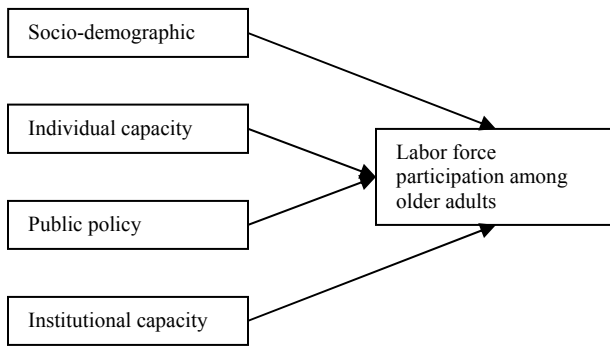 Socio-demographic
Individual capacity
Public policy
Institutional capacity
Labor force
participation among
older adults